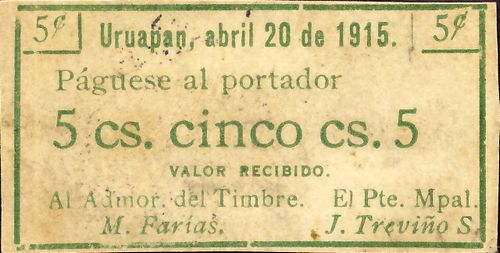 5¢ Uruapan, abril 20 de 1915. 5¢
Páguese al portador
5 cs. cinco cs. 5
VALOR RECIBIDO.
Al Admor. del Timbre. El Pte. Mpal.
M. Farías. J. Treviño S.